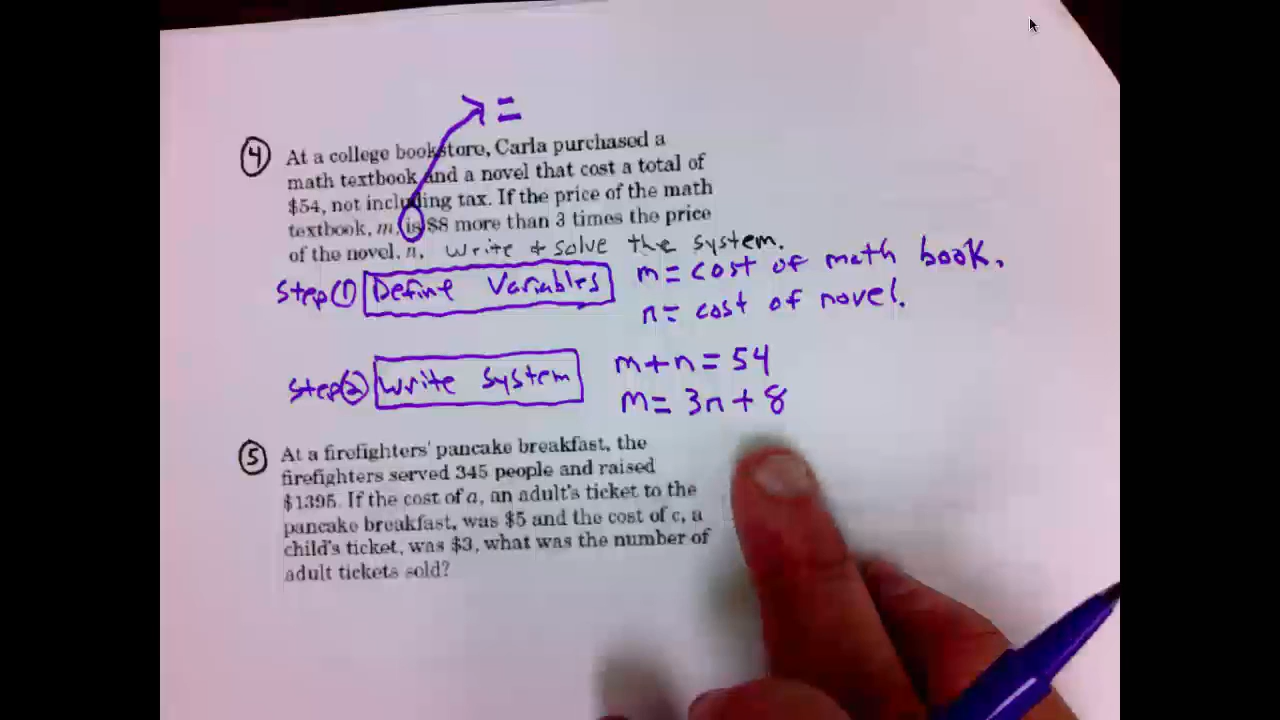 =
④ At a college bookstore, Carla purchased a
math textbook and a novel that cost a total of
$54, not including tax. If the price of the math
textbook, m, is $8 more than 3 times the price
of the novel, n, Write & solve the system.
Step ① Define Variables m = cost of math book.
n = cost of novel.
Step ② Write System m + n = 54
m = 3n + 8
⑤ At a firefighters' pancake breakfast, the
firefighters served 345 people and raised
$1395. If the cost of a, an adult's ticket to the
pancake breakfast, was $5 and the cost of c, a
child's ticket, was $3, what was the number of
adult tickets sold?